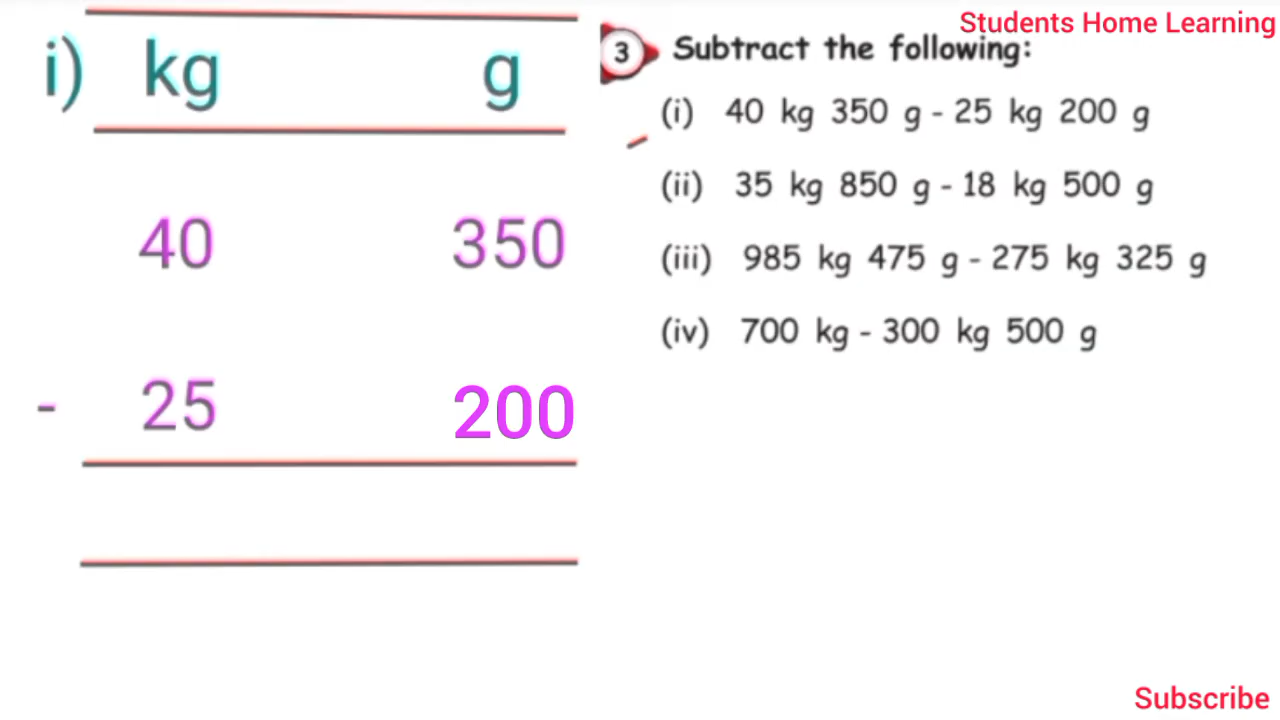 i) kg g
40 350
- 25 200
Students Home Learning
3 Subtract the following:
(i) 40 kg 350 g - 25 kg 200 g
(ii) 35 kg 850 g - 18 kg 500 g
(iii) 985 kg 475 g - 275 kg 325 g
(iv) 700 kg - 300 kg 500 g
Subscribe